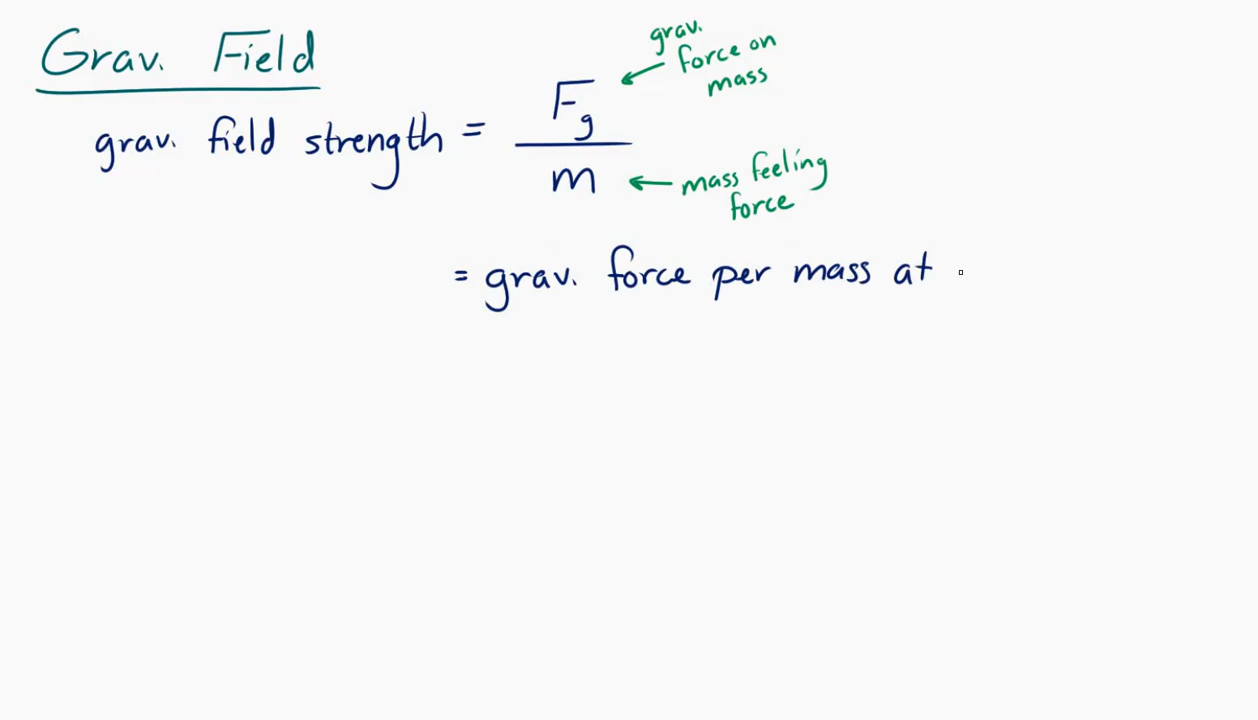 Grav. Field
grav. force on mass
grav. field strength = Fg / m
mass feeling force
= grav. force per mass at